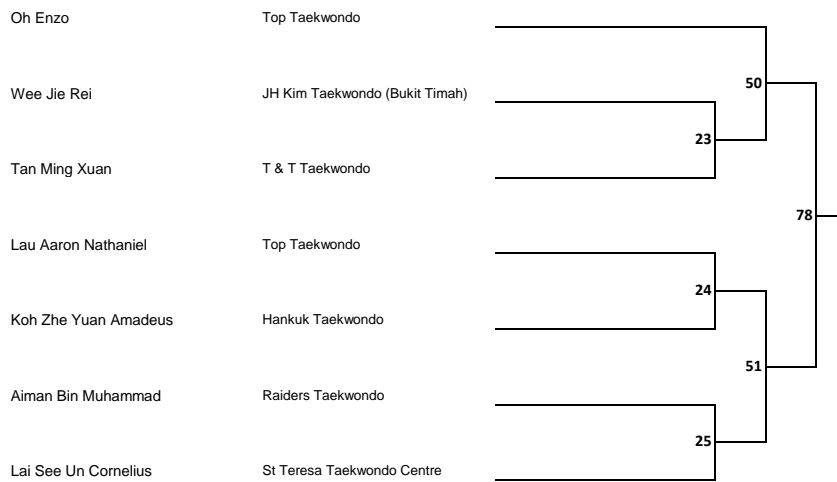 Oh Enzo Top Taekwondo
50
Wee Jie Rei JH Kim Taekwondo (Bukit Timah)
23
Tan Ming Xuan T & T Taekwondo
78
Lau Aaron Nathaniel Top Taekwondo
24
Koh Zhe Yuan Amadeus Hankuk Taekwondo
51
Aiman Bin Muhammad Raiders Taekwondo
25
Lai See Un Cornelius St Teresa Taekwondo Centre